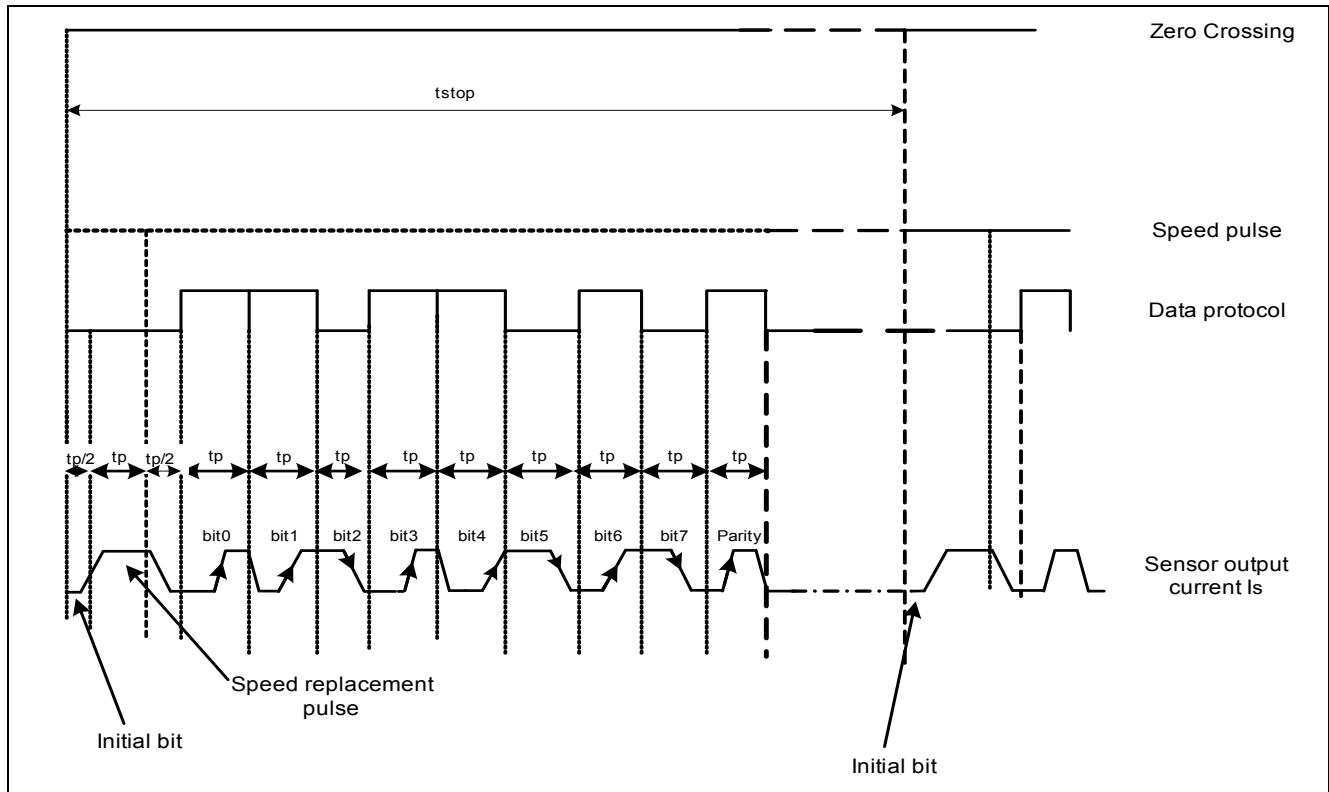 Zero Crossing
tstop
Speed pulse
Data protocol
tp/2 tp tp/2 tp tp tp tp tp tp tp tp tp
bit0 bit1 bit2 bit3 bit4 bit5 bit6 bit7 Parity
Sensor output
current Is
Speed replacement
pulse
Initial bit
Initial bit